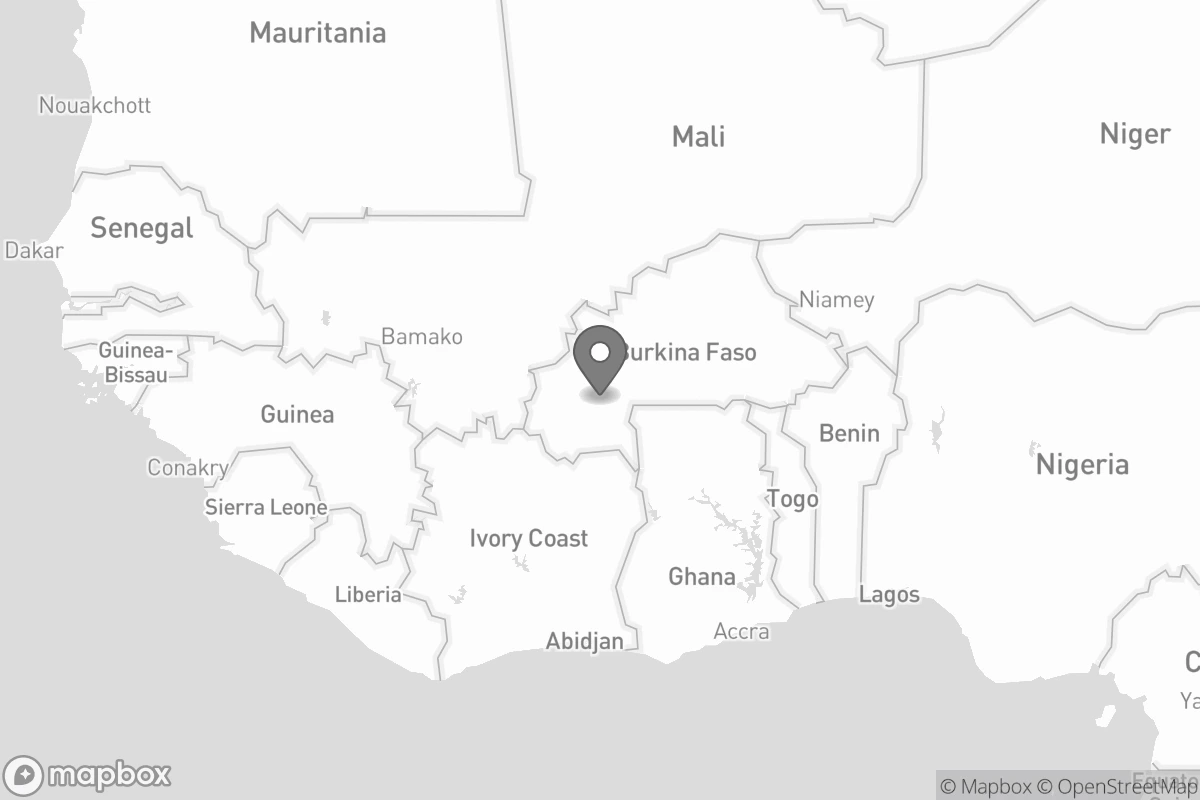 Mauritania
Nouakchott
Mali
Niger
Senegal
Dakar
Niamey
Bamako
Guinea-
Bissau
Burkina Faso
Guinea
Benin
Conakry
Nigeria
Sierra Leone
Togo
Ivory Coast
Ghana
Liberia
Lagos
Accra
Abidjan
C
Ya
mapbox
Equato
© Mapbox © OpenStreetMap